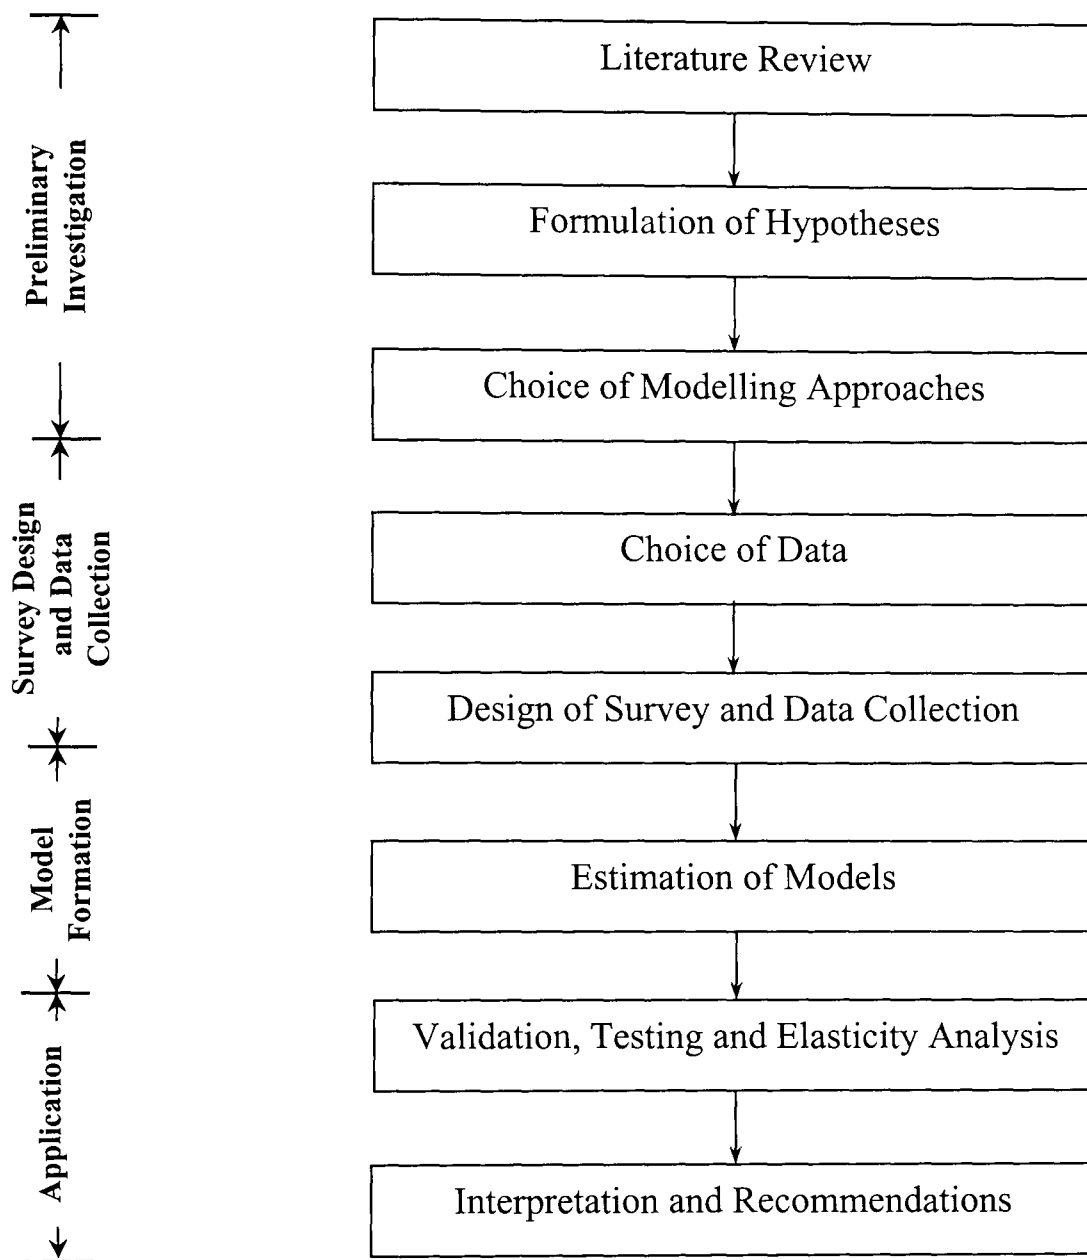 Literature Review
Formulation of Hypotheses
Choice of Modelling Approaches
Preliminary
Investigation
Choice of Data
Design of Survey and Data Collection
Survey Design
and Data
Collection
Estimation of Models
Model
Formation
Validation, Testing and Elasticity Analysis
Interpretation and Recommendations
Application